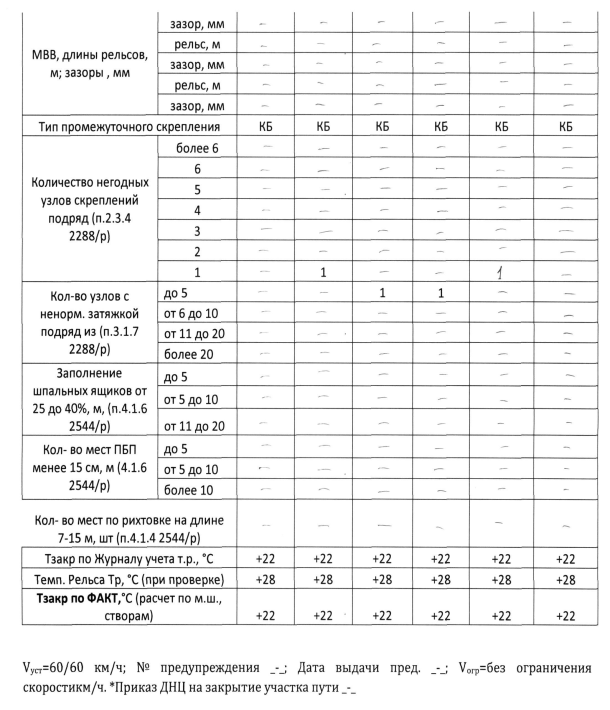 зазор, мм – – – – – –
МВВ, длины рельсов, м; зазоры , мм
рельс, м – – – – – –
зазор, мм – – – – – –
рельс, м – – – – – –
зазор, мм – – – – – –
Тип промежуточного скрепления КБ КБ КБ КБ КБ КБ
Количество негодных узлов скреплений подряд (п.2.3.4 2288/р)
более 6 – – – – – –
6 – – – – – –
5 – – – – – –
4 – – – – – –
3 – – – – – –
2 – – – – – –
1 – 1 – – 1 –
Кол-во узлов с ненорм. затяжкой подряд из (п.3.1.7 2288/р)
до 5 – – 1 1 – –
от 6 до 10 – – – – – –
от 11 до 20 – – – – – –
более 20 – – – – – –
Заполнение шпальных ящиков от 25 до 40%, м, (п.4.1.6 2544/р)
до 5 – – – – – –
от 5 до 10 – – – – – –
от 11 до 20 – – – – – –
Кол- во мест ПБП менее 15 см, м (4.1.6 2544/р)
до 5 – – – – – –
от 5 до 10 – – – – – –
более 10 – – – – – –
Кол- во мест по рихтовке на длине
7-15 м, шт (п.4.1.4 2544/р) – – – – – –
Тзакр по Журналу учета т.р., °С +22 +22 +22 +22 +22 +22
Темп. Рельса Тр, °С (при проверке) +28 +28 +28 +28 +28 +28
Тзакр по ФАКТ,°С (расчет по м.ш.,
створам) +22 +22 +22 +22 +22 +22
Vуст=60/60 км/ч; № предупреждения _-_; Дата выдачи пред. _-_; Vогр=без ограничения
скоростикм/ч. *Приказ ДНЦ на закрытие участка пути _-_